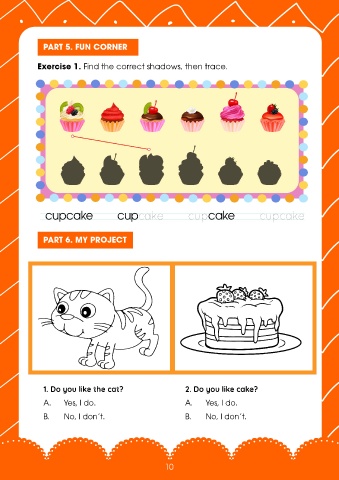 PART 5. FUN CORNER
Exercise 1. Find the correct shadows, then trace.
cupcake cupcake cupcake cupcake
PART 6. MY PROJECT
1. Do you like the cat?
A. Yes, I do.
B. No, I don't.
2. Do you like cake?
A. Yes, I do.
B. No, I don't.
10